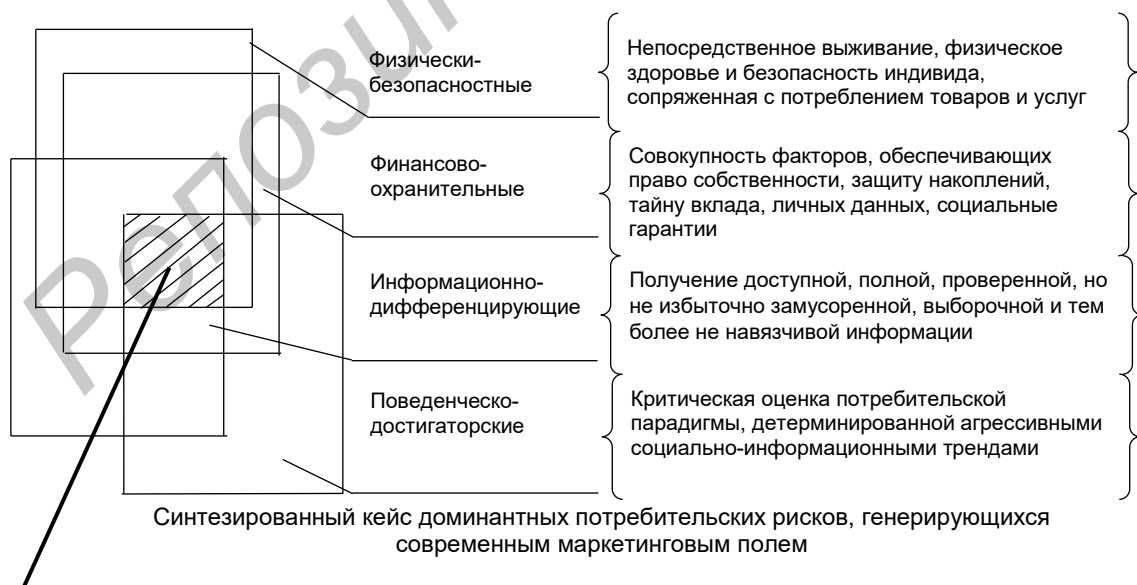 Физически-
безопасностные
Непосредственное выживание, физическое
здоровье и безопасность индивида,
сопряженная с потреблением товаров и услуг
Финансово-
охранительные
Совокупность факторов, обеспечивающих
право собственности, защиту накоплений,
тайну вклада, личных данных, социальные
гарантии
Информационно-
дифференцирующие
Получение доступной, полной, проверенной, но
не избыточно замусоренной, выборочной и тем
более не навязчивой информации
Поведенческо-
достигаторские
Критическая оценка потребительской
парадигмы, детерминированной агрессивными
социально-информационными трендами
Синтезированный кейс доминантных потребительских рисков, генерирующихся
современным маркетинговым полем